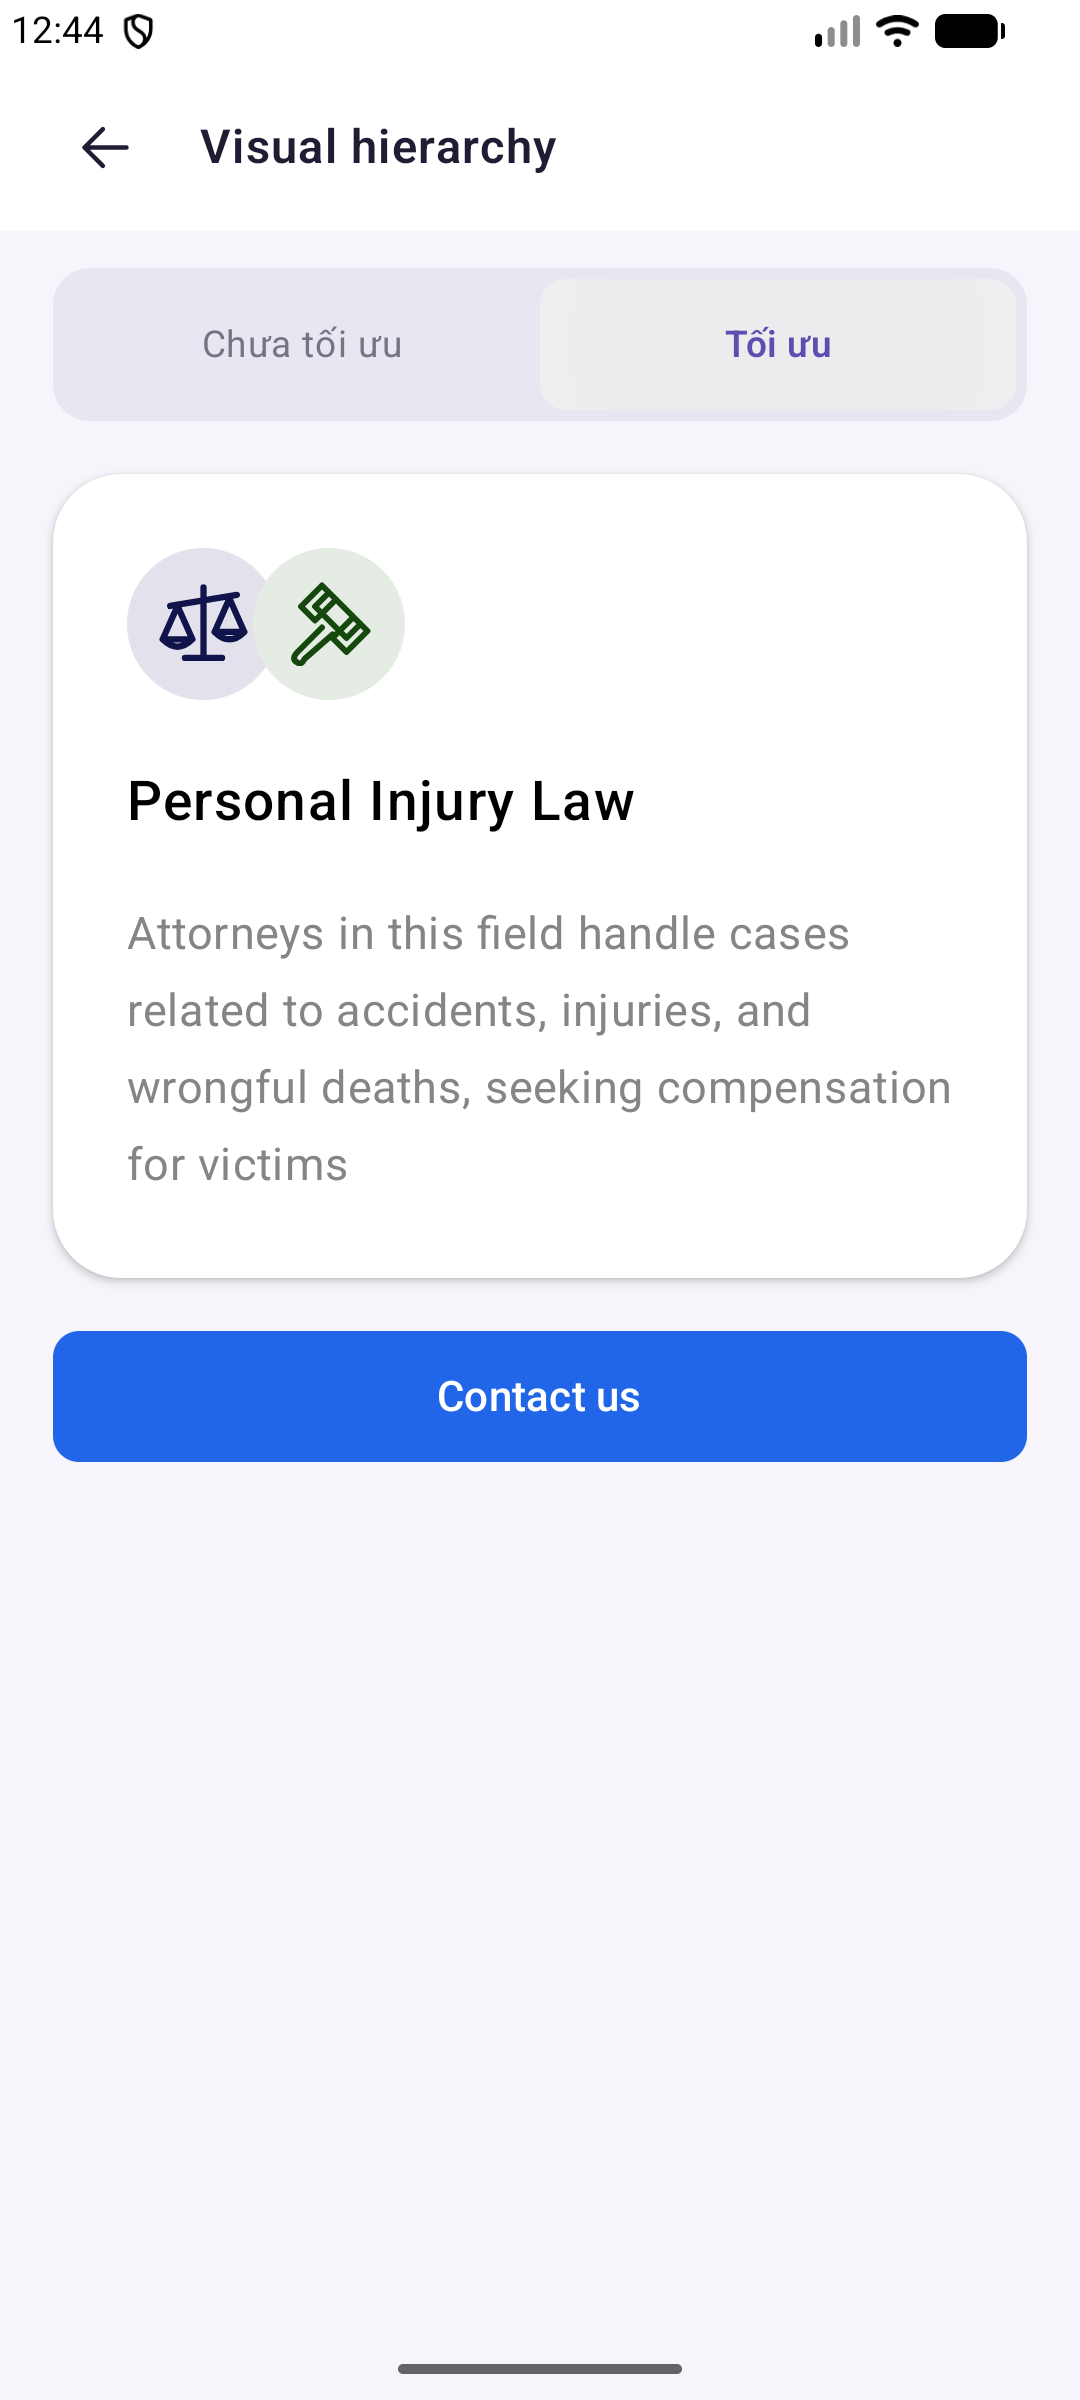 12:44
Visual hierarchy
Chưa tối ưu
Tối ưu
Personal Injury Law
Attorneys in this field handle cases
related to accidents, injuries, and
wrongful deaths, seeking compensation
for victims
Contact us